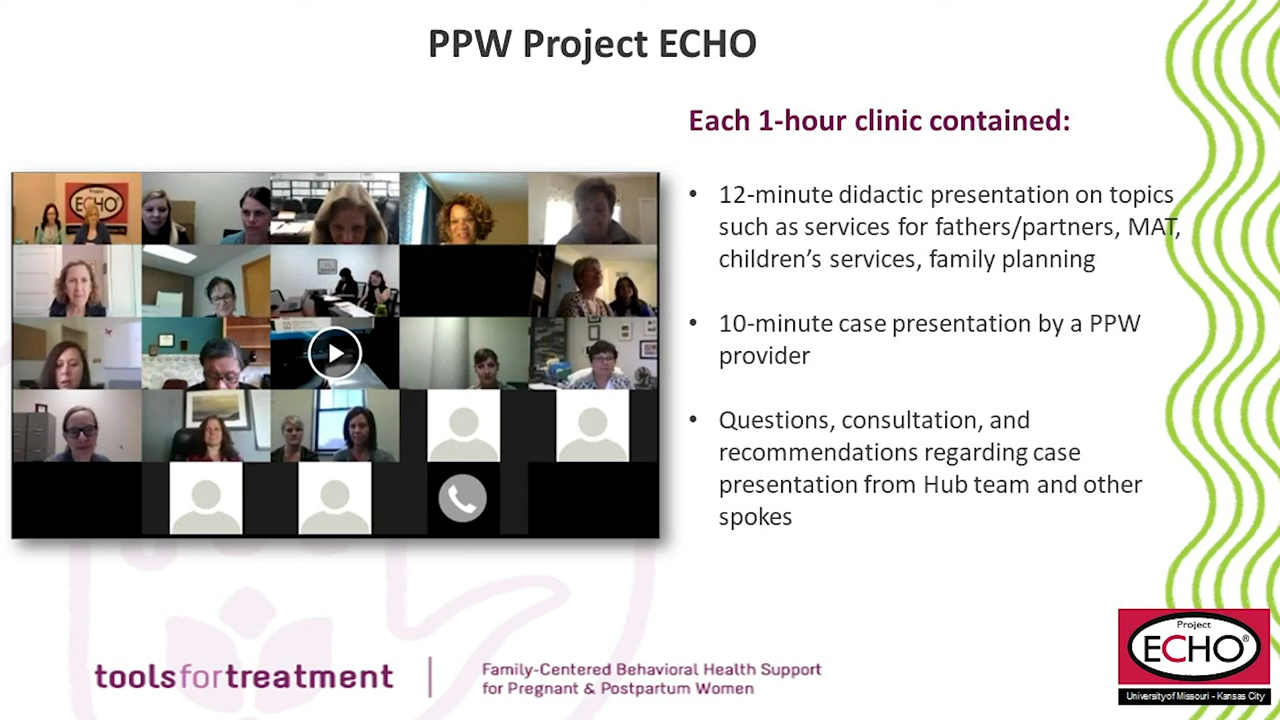 PPW Project ECHO
Each 1-hour clinic contained:
• 12-minute didactic presentation on topics
such as services for fathers/partners, MAT,
children’s services, family planning
• 10-minute case presentation by a PPW
provider
• Questions, consultation, and
recommendations regarding case
presentation from Hub team and other
spokes
Project
ECHO
toolsfortreatment
Family-Centered Behavioral Health Support
for Pregnant & Postpartum Women
Project
ECHO®
University of Missouri - Kansas City